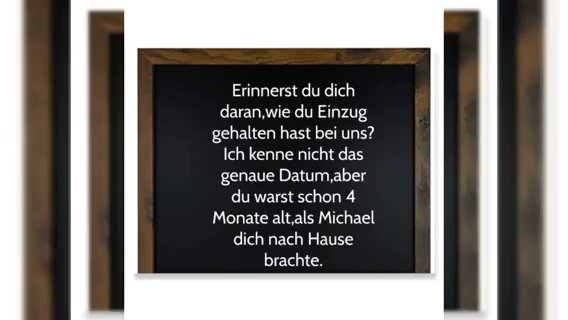 Erinnerst du dich
daran,wie du Einzug
gehalten hast bei uns?
Ich kenne nicht das
genaue Datum,aber
du warst schon 4
Monate alt,als Michael
dich nach Hause
brachte.